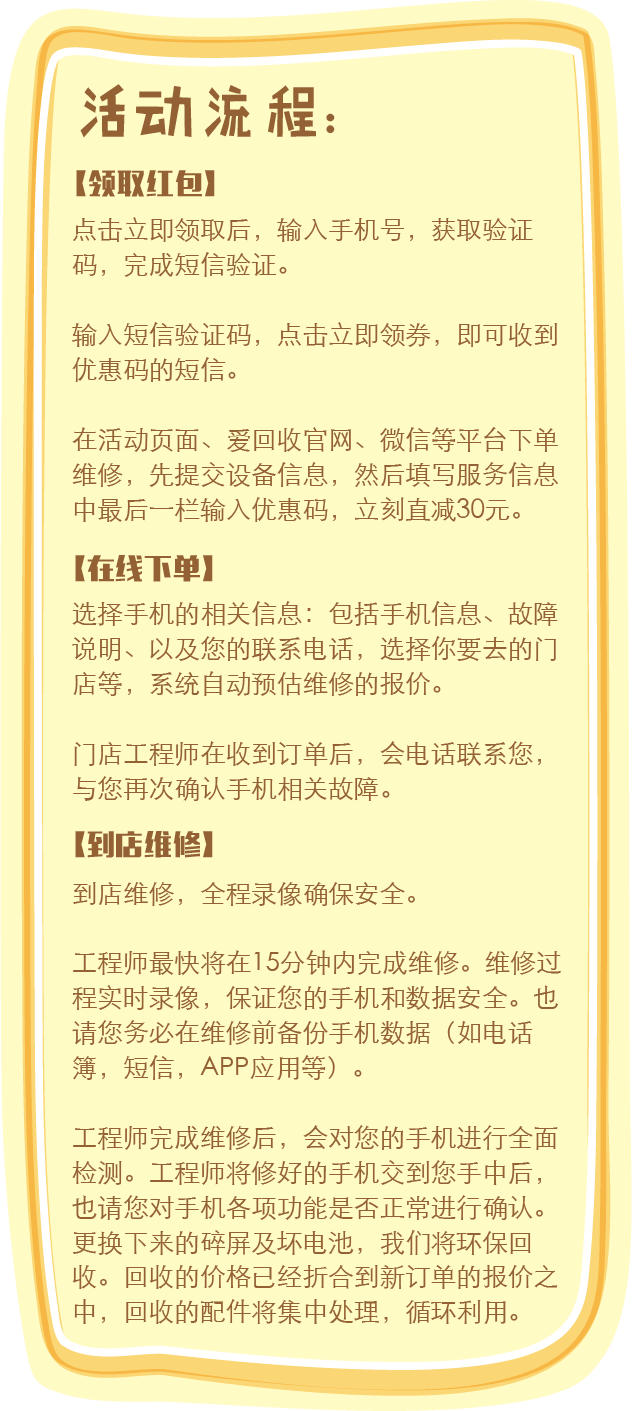 活动流程：
【领取红包】
点击立即领取后，输入手机号，获取验证
码，完成短信验证。
输入短信验证码，点击立即领券，即可收到
优惠码的短信。
在活动页面、爱回收官网、微信等平台下单
维修，先提交设备信息，然后填写服务信息
中最后一栏输入优惠码，立刻直减30元。
【在线下单】
选择手机的相关信息：包括手机信息、故障
说明、以及您的联系电话，选择你要去的门
店等，系统自动预估维修的报价。
门店工程师在收到订单后，会电话联系您，
与您再次确认手机相关故障。
【到店维修】
到店维修，全程录像确保安全。
工程师最快将在15分钟内完成维修。维修过
程实时录像，保证您的手机和数据安全。也
请您务必在维修前备份手机数据（如电话
簿，短信，APP应用等）。
工程师完成维修后，会对您的手机进行全面
检测。工程师将修好的手机交到您手中后，
也请您对手机各项功能是否正常进行确认。
更换下来的碎屏及坏电池，我们将环保回
收。回收的价格已经折合到新订单的报价之
中，回收的配件将集中处理，循环利用。